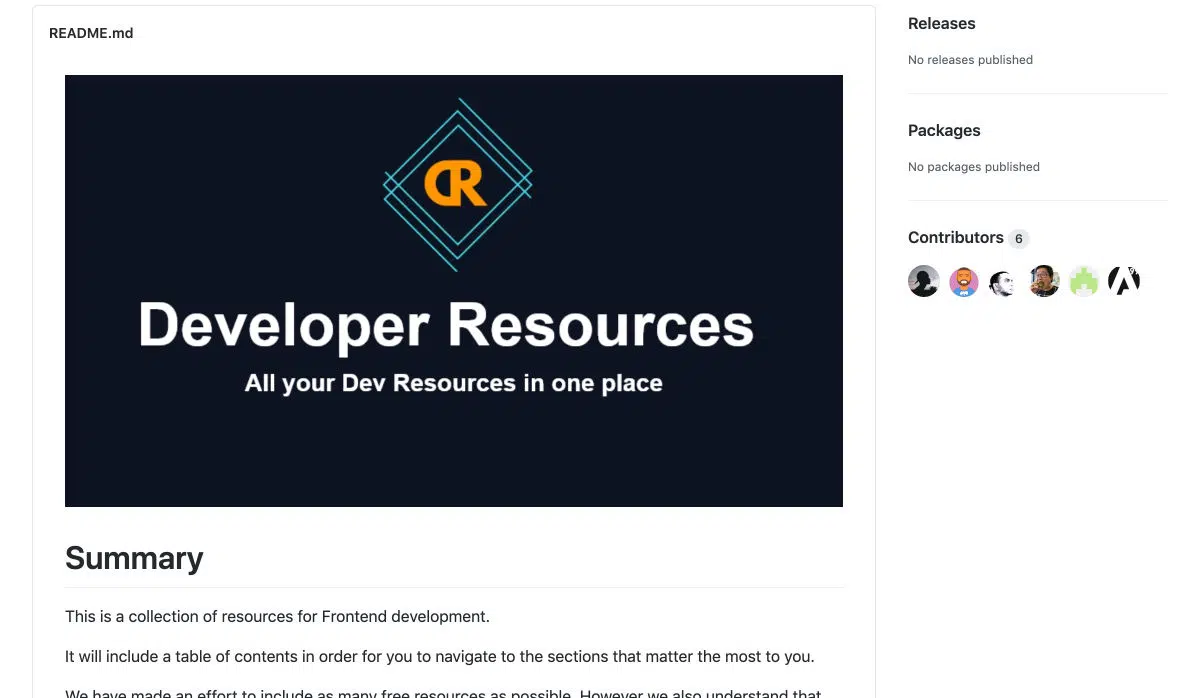 README.md
DR
Developer Resources
All your Dev Resources in one place
Summary
This is a collection of resources for Frontend development.
It will include a table of contents in order for you to navigate to the sections that matter the most to you.
We have made an effort to include as many free resources as possible. However we also understand that
Releases
No releases published
Packages
No packages published
Contributors 6